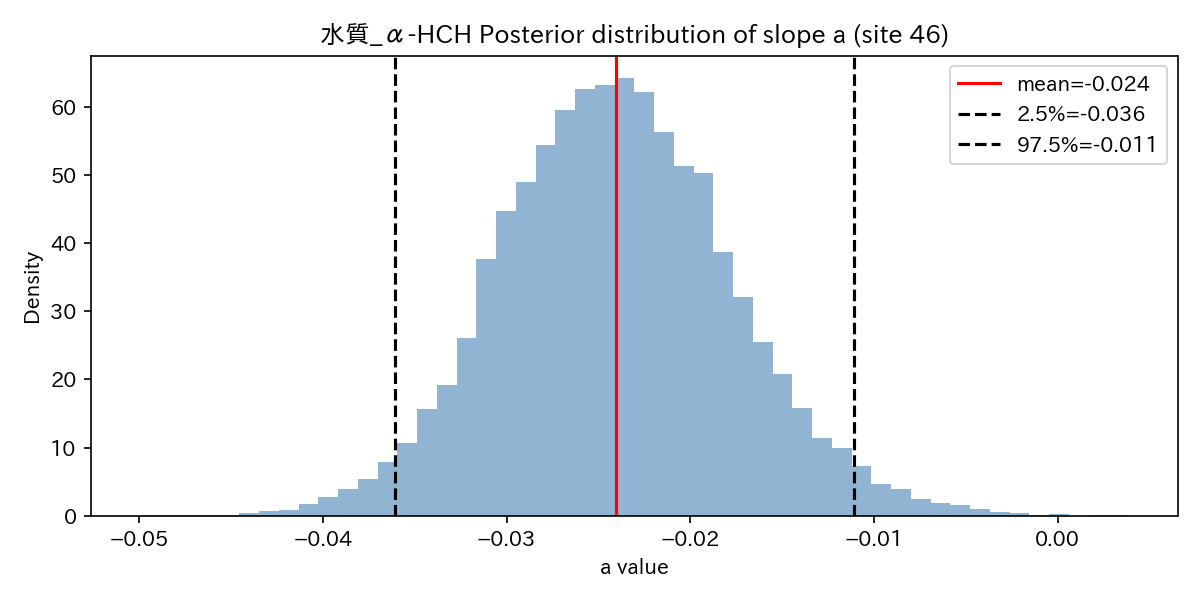 水質_α-HCH Posterior distribution of slope a (site 46)
mean=-0.024
2.5%=-0.036
97.5%=-0.011
Density
60
50
40
30
20
10
0
−0.05 −0.04 −0.03 −0.02 −0.01 0.00
a value